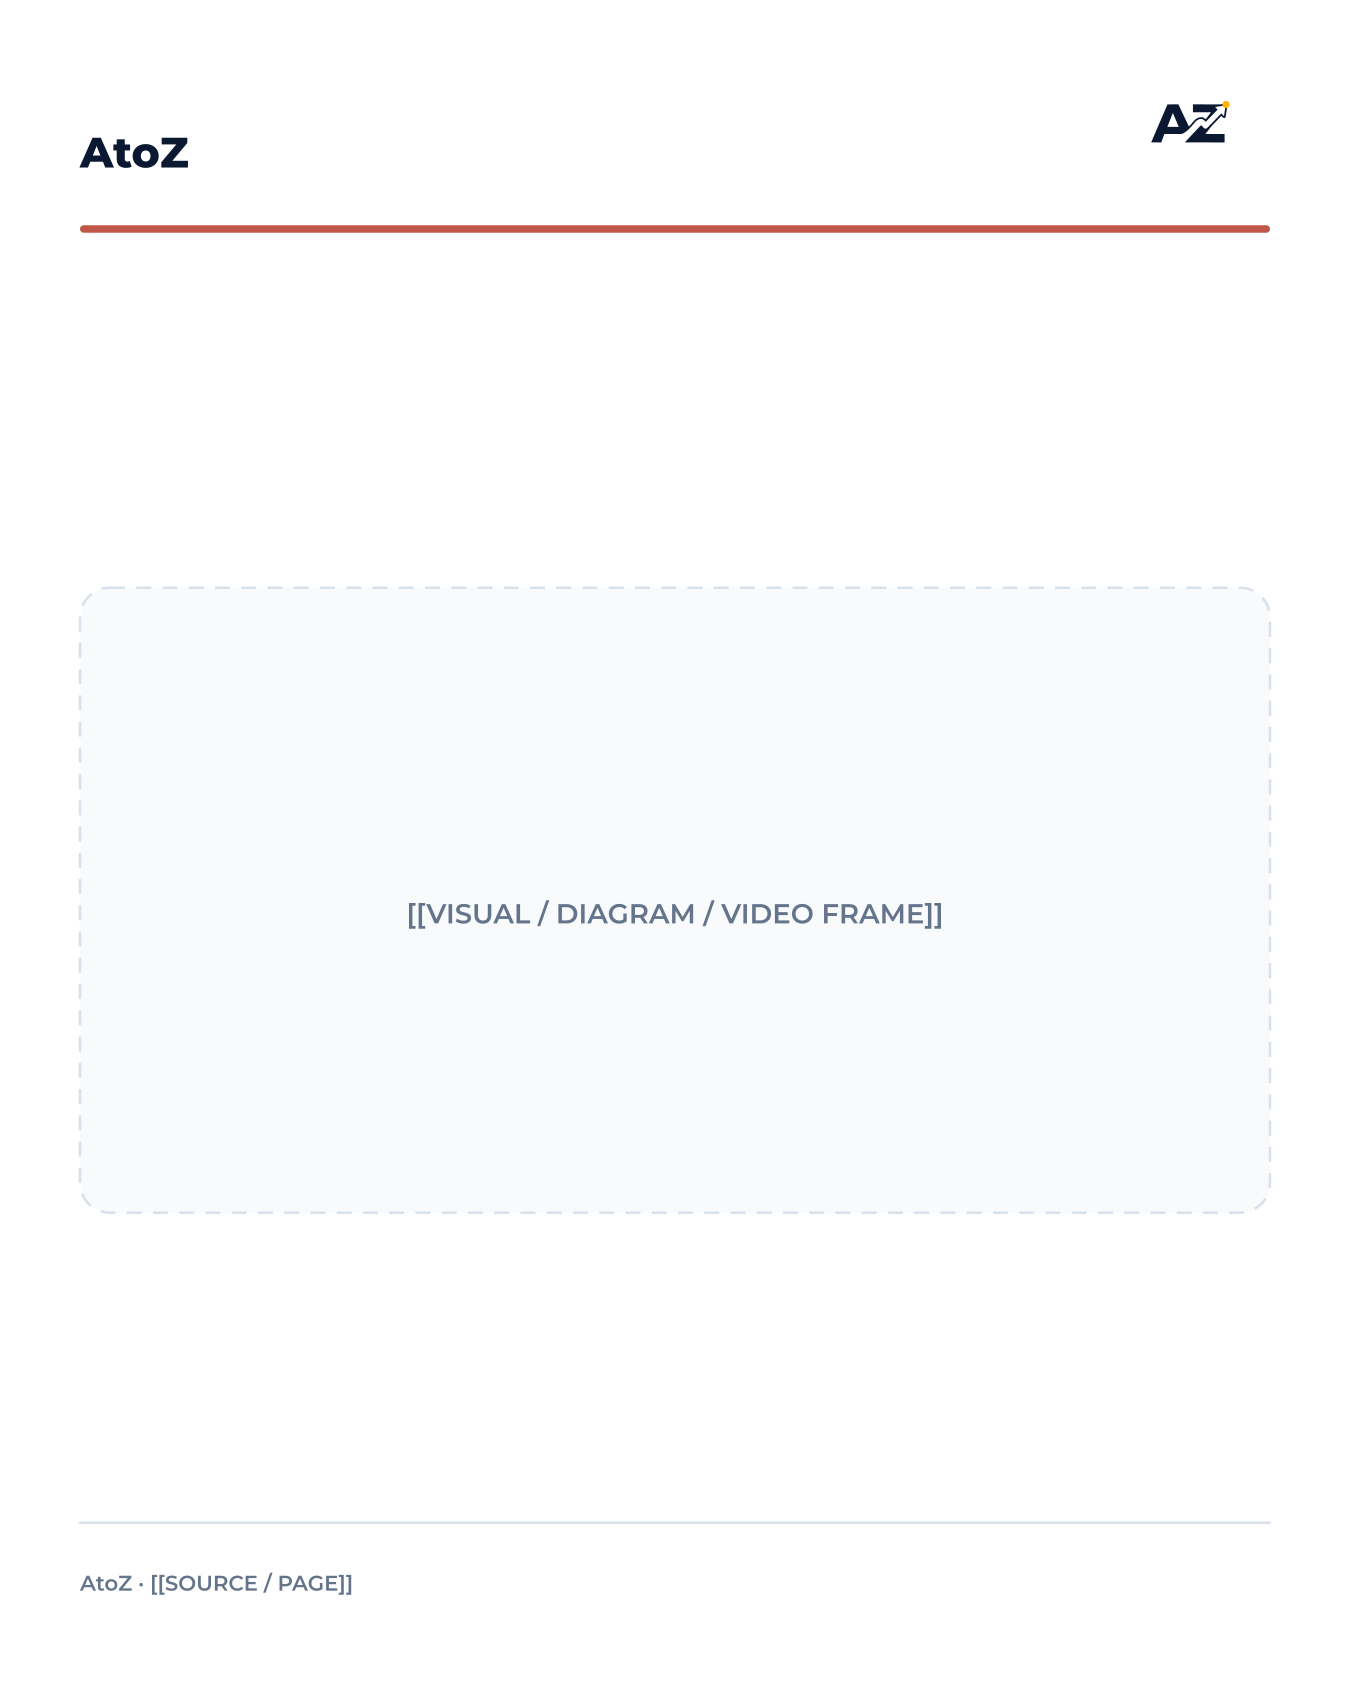 AtoZ
AZ
[[VISUAL / DIAGRAM / VIDEO FRAME]]
AtoZ · [[SOURCE / PAGE]]